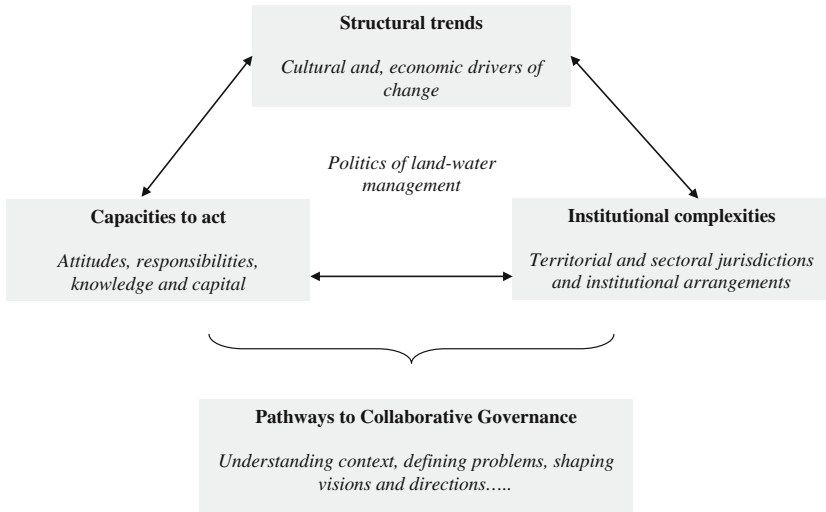 Structural trends
Cultural and, economic drivers of
change
Politics of land-water
management
Capacities to act
Attitudes, responsibilities,
knowledge and capital
Institutional complexities
Territorial and sectoral jurisdictions
and institutional arrangements
Pathways to Collaborative Governance
Understanding context, defining problems, shaping
visions and directions…..